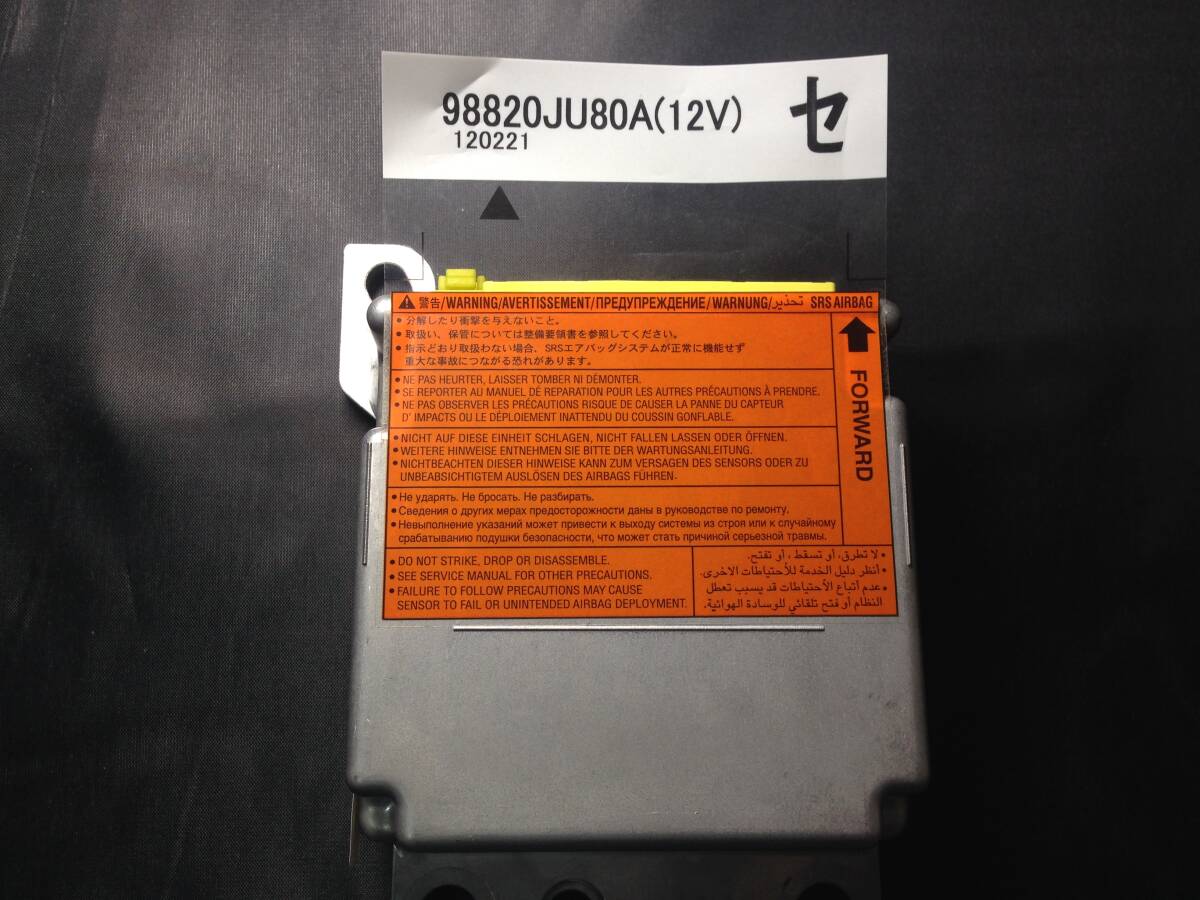 98820JU80A(12V) セ
120221
警告/WARNING/AVERTISSEMENT/ПРЕДУПРЕЖДЕНИЕ/WARNUNG/تحذير SRS AIRBAG
• 分解したり衝撃を与えないこと。
• 取扱い、保管については整備要領書を参照してください。
• 指示どおり取扱わない場合、SRSエアバッグシステムが正常に機能せず
重大な事故につながる恐れがあります。
FORWARD
• NE PAS HEURTER, LAISSER TOMBER NI DÉMONTER.
• SE REPORTER AU MANUEL DE RÉPARATION POUR LES AUTRES PRÉCAUTIONS À PRENDRE.
• NE PAS OBSERVER LES PRÉCAUTIONS RISQUE DE CAUSER LA PANNE DU CAPTEUR
D' IMPACTS OU LE DÉPLOIEMENT INATTENDU DU COUSSIN GONFLABLE.
• NICHT AUF DIESE EINHEIT SCHLAGEN, NICHT FALLEN LASSEN ODER ÖFFNEN.
• WEITERE HINWEISE ENTNEHMEN SIE BITTE DER WARTUNGSANLEITUNG.
• NICHTBEACHTEN DIESER HINWEISE KANN ZUM VERSAGEN DES SENSORS ODER ZU
UNBEABSICHTIGTEM AUSLÖSEN DES AIRBAGS FÜHREN.
• Не ударять. Не бросать. Не разбирать.
• Сведения о других мерах предосторожности даны в руководстве по ремонту.
• Невыполнение указаний может привести к выходу системы из строя или к случайному
срабатыванию подушки безопасности, что может стать причиной серьезной травмы.
• DO NOT STRIKE, DROP OR DISASSEMBLE.
• SEE SERVICE MANUAL FOR OTHER PRECAUTIONS.
• FAILURE TO FOLLOW PRECAUTIONS MAY CAUSE
SENSOR TO FAIL OR UNINTENDED AIRBAG DEPLOYMENT.
• لا تطرق، أو تسقط ، أو تفتح.
• أنظر دليل الخدمة للأحتياطات الاخرى.
• عدم أتباع الأحتياطات قد يسبب تعطل
النظام أو فتح تلقائي للوسادة الهوائية.